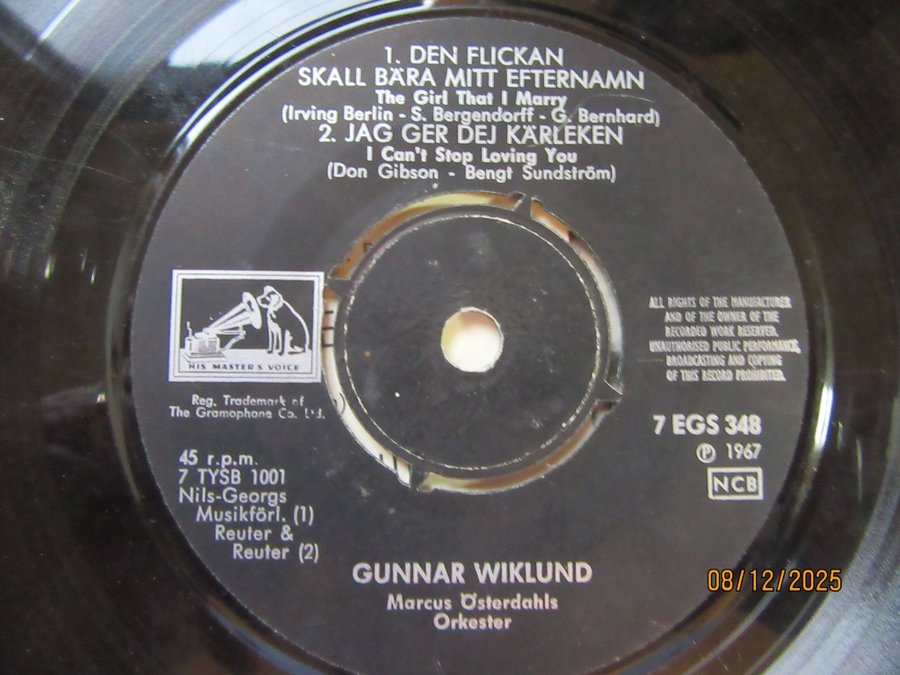 1. DEN FLICKAN
SKALL BÄRA MITT EFTERNAMN
The Girl That I Marry
(Irving Berlin - S. Bergendorff - G. Bernhard)
2. JAG GER DEJ KÄRLEKEN
I Can't Stop Loving You
(Don Gibson - Bengt Sundström)
HIS MASTER'S VOICE
Reg. Trademark of
The Gramophone Co. Ltd.
ALL RIGHTS OF THE MANUFACTURER
AND OF THE OWNER OF THE
RECORDED WORK RESERVED.
UNAUTHORISED PUBLIC PERFORMANCE,
BROADCASTING AND COPYING
OF THIS RECORD PROHIBITED.
7 EGS 348
Ⓟ 1967
NCB
45 r.p.m.
7 TYSB 1001
Nils-Georgs
Musikförl. (1)
Reuter &
Reuter (2)
GUNNAR WIKLUND
Marcus Österdahls
Orkester
08/12/2025